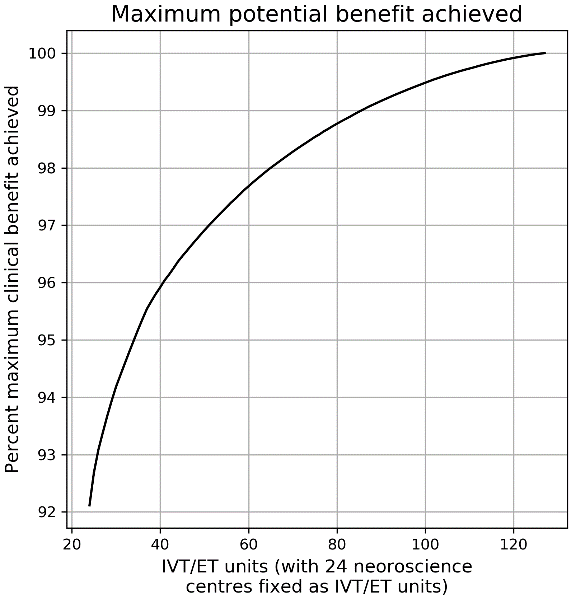 Maximum potential benefit achieved
Percent maximum clinical benefit achieved
100
99
98
97
96
95
94
93
92
20 40 60 80 100 120
IVT/ET units (with 24 neoroscience
centres fixed as IVT/ET units)